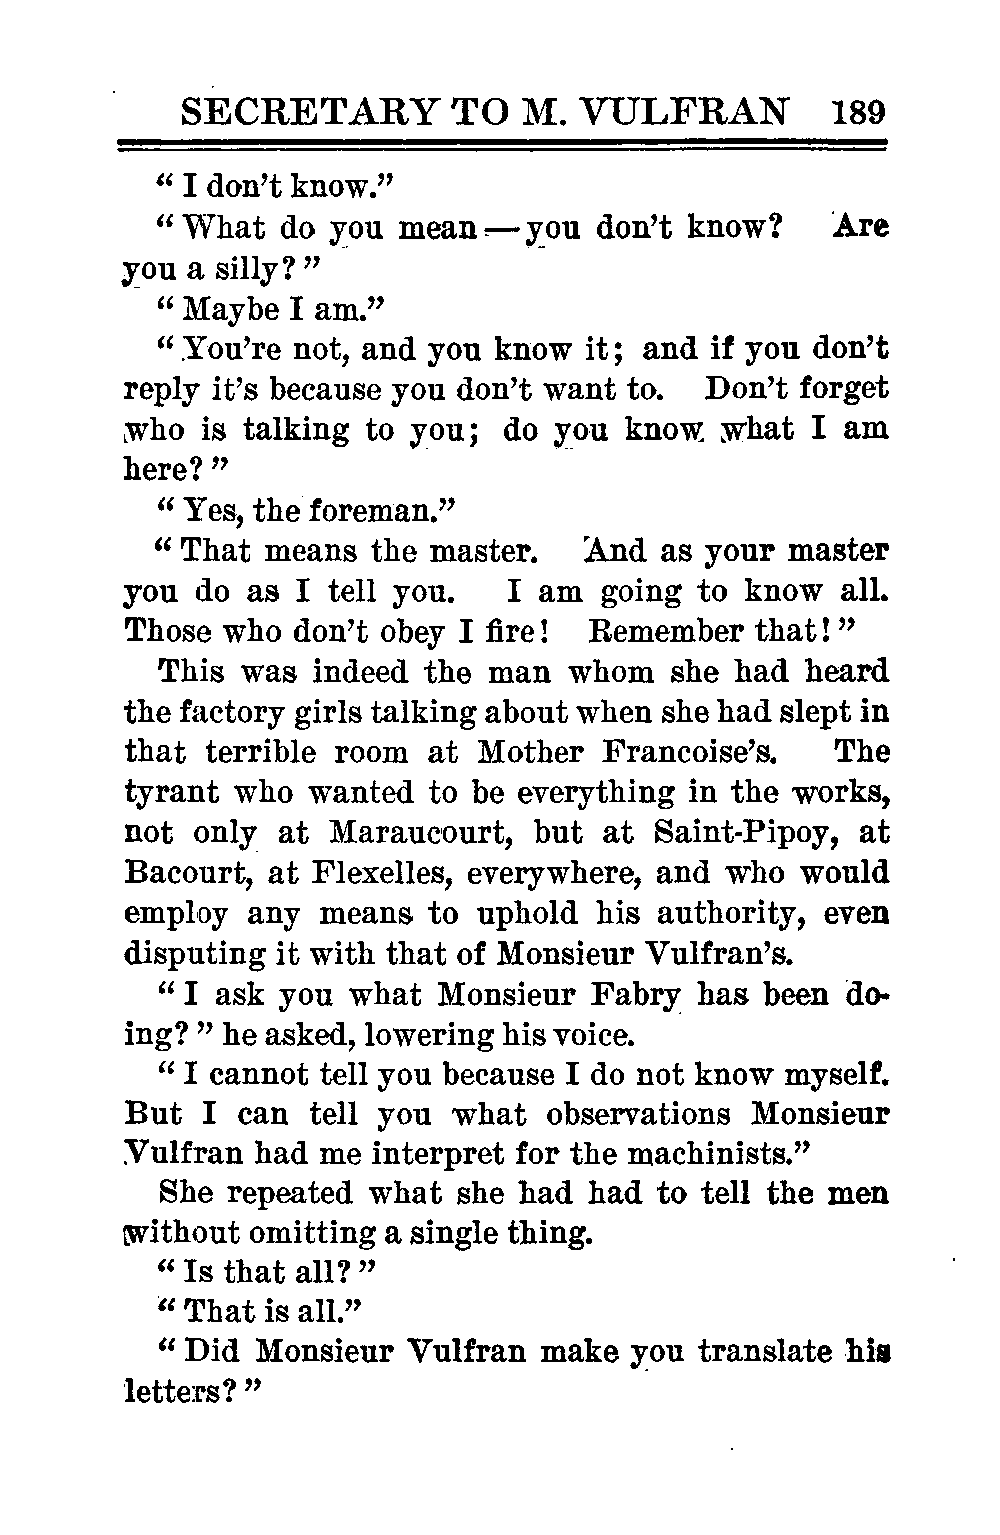 SECRETARY TO M. VULFRAN 189
“ I don’t know.”
“ What do you mean — you don’t know? Are
you a silly? ”
“ Maybe I am.”
“ You’re not, and you know it; and if you don’t
reply it’s because you don’t want to. Don’t forget
who is talking to you; do you know what I am
here? ”
“ Yes, the foreman.”
“ That means the master. And as your master
you do as I tell you. I am going to know all.
Those who don’t obey I fire! Remember that! ”
This was indeed the man whom she had heard
the factory girls talking about when she had slept in
that terrible room at Mother Francoise’s. The
tyrant who wanted to be everything in the works,
not only at Maraucourt, but at Saint-Pipoy, at
Bacourt, at Flexelles, everywhere, and who would
employ any means to uphold his authority, even
disputing it with that of Monsieur Vulfran’s.
“ I ask you what Monsieur Fabry has been do-
ing? ” he asked, lowering his voice.
“ I cannot tell you because I do not know myself.
But I can tell you what observations Monsieur
Vulfran had me interpret for the machinists.”
She repeated what she had had to tell the men
without omitting a single thing.
“ Is that all? ”
“ That is all.”
“ Did Monsieur Vulfran make you translate his
letters? ”